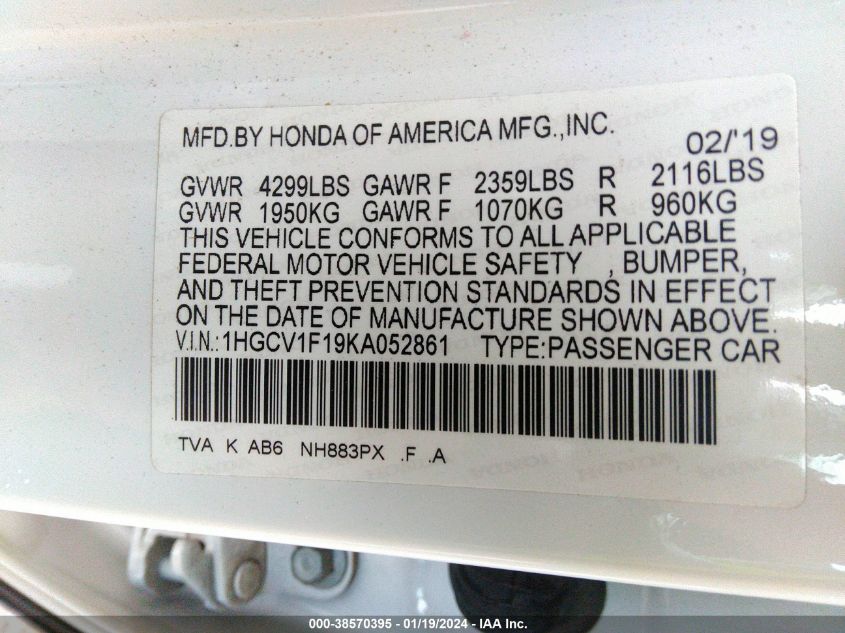 MFD.BY HONDA OF AMERICA MFG.,INC. 02/'19
GVWR 4299LBS GAWR F 2359LBS R 2116LBS
GVWR 1950KG GAWR F 1070KG R 960KG
THIS VEHICLE CONFORMS TO ALL APPLICABLE
FEDERAL MOTOR VEHICLE SAFETY , BUMPER,
AND THEFT PREVENTION STANDARDS IN EFFECT
ON THE DATE OF MANUFACTURE SHOWN ABOVE.
V.I.N.:1HGCV1F19KA052861 TYPE:PASSENGER CAR
TVA K AB6 NH883PX .F .A
000-38570395 - 01/19/2024 - IAA Inc.